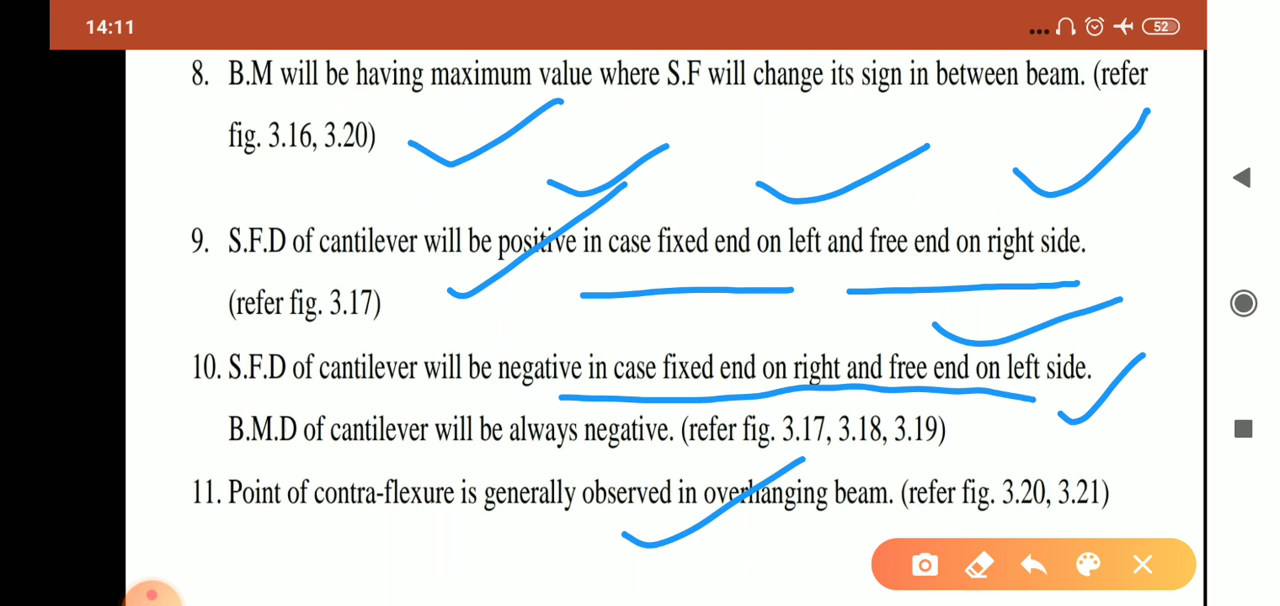 14:11
52
8. B.M will be having maximum value where S.F will change its sign in between beam. (refer
fig. 3.16, 3.20)
9. S.F.D of cantilever will be positive in case fixed end on left and free end on right side.
(refer fig. 3.17)
10. S.F.D of cantilever will be negative in case fixed end on right and free end on left side.
B.M.D of cantilever will be always negative. (refer fig. 3.17, 3.18, 3.19)
11. Point of contra-flexure is generally observed in overhanging beam. (refer fig. 3.20, 3.21)